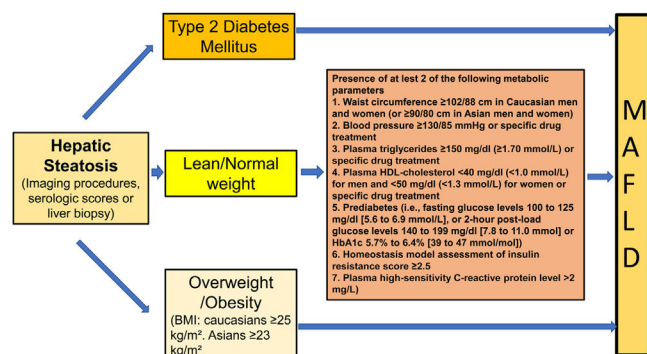 Type 2 Diabetes
Mellitus
Hepatic
Steatosis
(Imaging procedures,
serologic scores or
liver biopsy)
Lean/Normal
weight
Overweight
/Obesity
(BMI: caucasians ≥25
kg/m². Asians ≥23
kg/m²
Presence of at lest 2 of the following metabolic
parameters
1. Waist circumference ≥102/88 cm in Caucasian men
and women (or ≥90/80 cm in Asian men and women)
2. Blood pressure ≥130/85 mmHg or specific drug
treatment
3. Plasma triglycerides ≥150 mg/dl (≥1.70 mmol/L) or
specific drug treatment
4. Plasma HDL-cholesterol <40 mg/dl (<1.0 mmol/L)
for men and <50 mg/dl (<1.3 mmol/L) for women or
specific drug treatment
5. Prediabetes (i.e., fasting glucose levels 100 to 125
mg/dl [5.6 to 6.9 mmol/L], or 2-hour post-load
glucose levels 140 to 199 mg/dl [7.8 to 11.0 mmol] or
HbA1c 5.7% to 6.4% [39 to 47 mmol/mol])
6. Homeostasis model assessment of insulin
resistance score ≥2.5
7. Plasma high-sensitivity C-reactive protein level >2
mg/L)
M
A
F
L
D